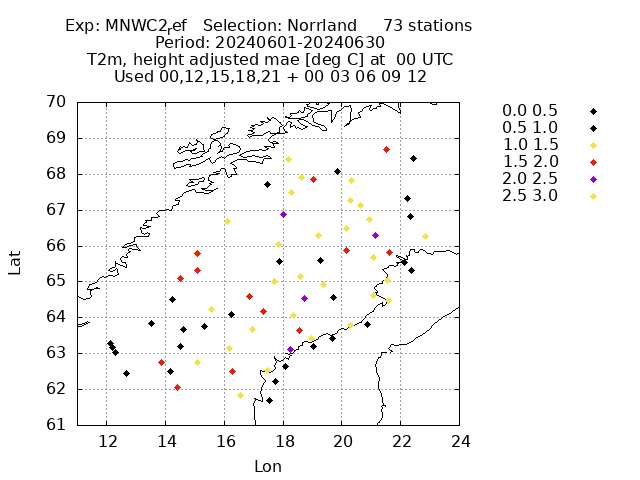 Exp: MNWC2ref Selection: Norrland 73 stations
Period: 20240601-20240630
T2m, height adjusted mae [deg C] at 00 UTC
Used 00,12,15,18,21 + 00 03 06 09 12
70
69
68
67
66
65
64
63
62
61
Lat
12 14 16 18 20 22 24
Lon
0.0 0.5
0.5 1.0
1.0 1.5
1.5 2.0
2.0 2.5
2.5 3.0